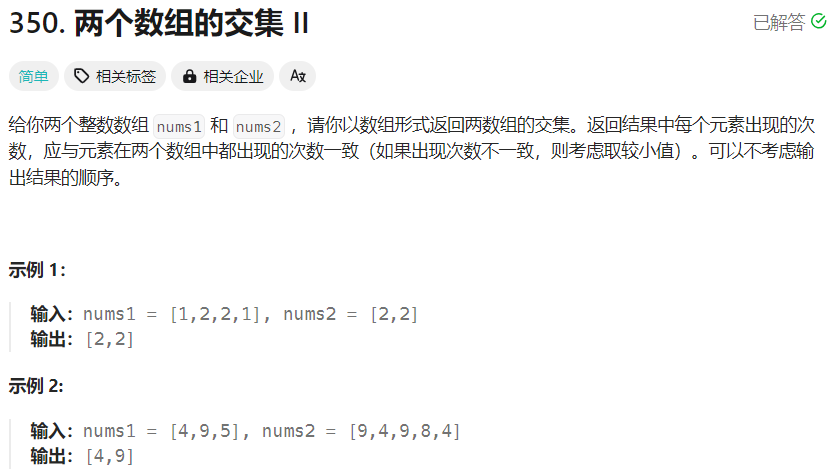 350. 两个数组的交集 II
已解答
简单 相关标签 相关企业 Aあ
给你两个整数数组 nums1 和 nums2 ，请你以数组形式返回两数组的交集。返回结果中每个元素出现的次
数，应与元素在两个数组中都出现的次数一致（如果出现次数不一致，则考虑取较小值）。可以不考虑输
出结果的顺序。
示例 1：
输入：nums1 = [1,2,2,1], nums2 = [2,2]
输出：[2,2]
示例 2:
输入：nums1 = [4,9,5], nums2 = [9,4,9,8,4]
输出：[4,9]